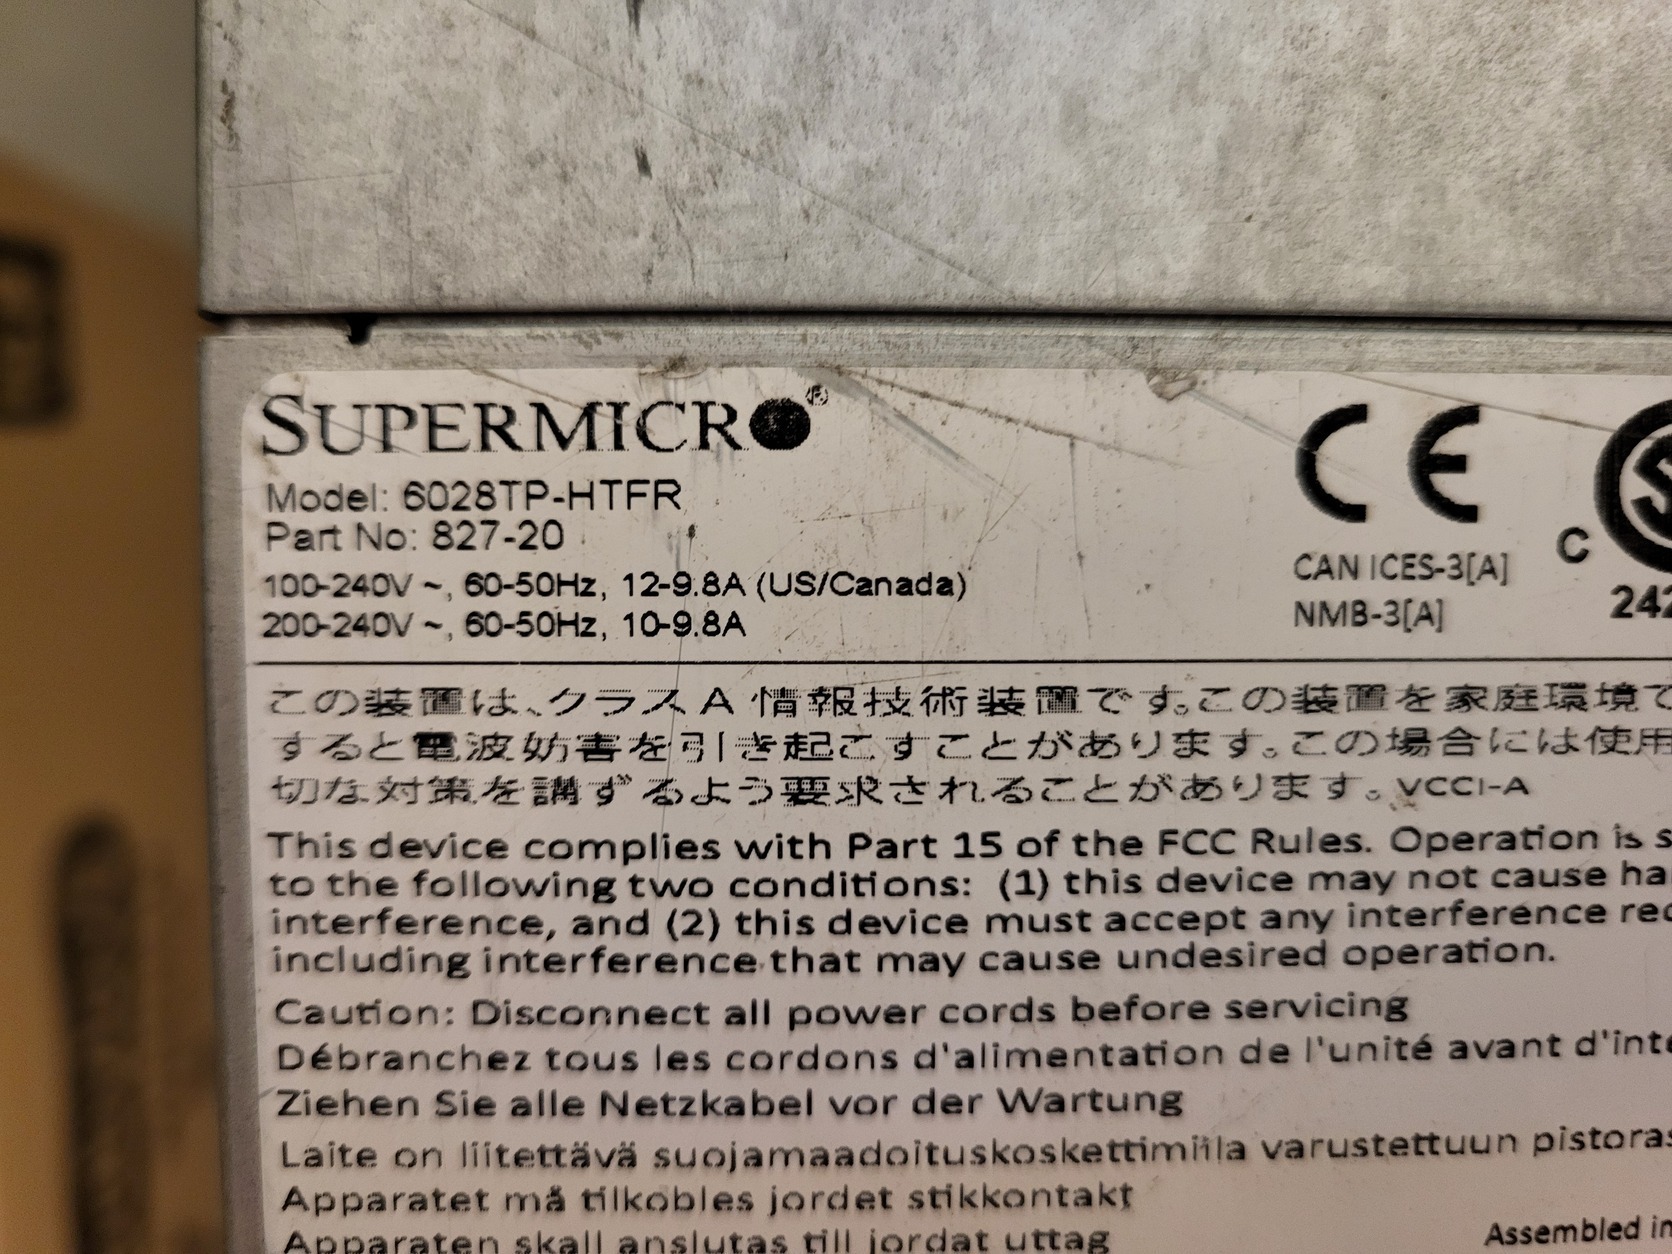 SUPERMICRO®
Model: 6028TP-HTFR
Part No: 827-20
100-240V ~, 60-50Hz, 12-9.8A (US/Canada)
200-240V ~, 60-50Hz, 10-9.8A
CE
CAN ICES-3[A]
NMB-3[A]
C
242
この装置は、クラスA情報技術装置です。この装置を家庭環境で
すると電波妨害を引き起こすことがあります。この場合には使用
切な対策を講ずるよう要求されることがあります。VCCI-A
This device complies with Part 15 of the FCC Rules. Operation is s
to the following two conditions: (1) this device may not cause ha
interference, and (2) this device must accept any interference rec
including interference that may cause undesired operation.
Caution: Disconnect all power cords before servicing
Débranchez tous les cordons d'alimentation de l'unité avant d'inte
Ziehen Sie alle Netzkabel vor der Wartung
Laite on liitettävä suojamaadoituskoskettimiila varustettuun pistoras
Apparatet må tilkobles jordet stikkontakt
Apparaten skall anslutas till jordat uttag
Assembled in